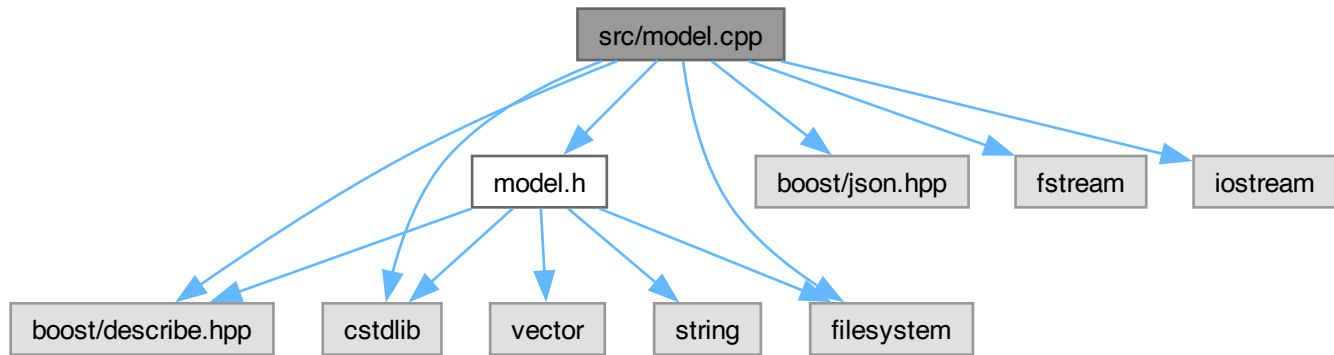 src/model.cpp
model.h
boost/json.hpp
fstream
iostream
boost/describe.hpp
cstdlib
vector
string
filesystem